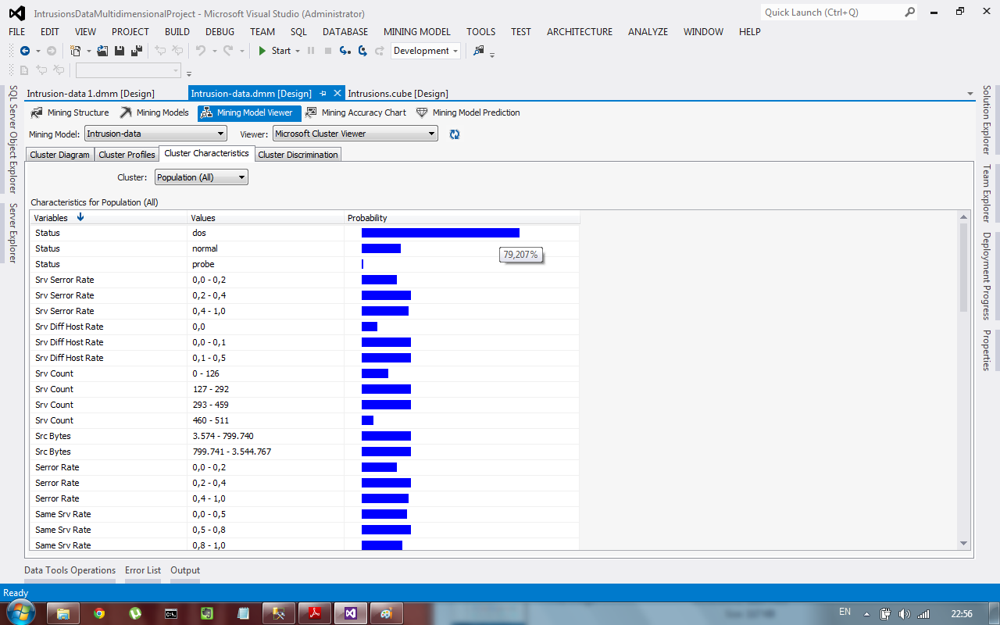 IntrusionsDataMultidimensionalProject - Microsoft Visual Studio (Administrator)
Quick Launch (Ctrl+Q)
FILE EDIT VIEW PROJECT BUILD DEBUG TEAM SQL DATABASE MINING MODEL TOOLS TEST ARCHITECTURE ANALYZE WINDOW HELP
Start Development
Intrusion-data 1.dmm [Design] Intrusion-data.dmm [Design] Intrusions.cube [Design]
Mining Structure Mining Models Mining Model Viewer Mining Accuracy Chart Mining Model Prediction
Mining Model: Intrusion-data Viewer: Microsoft Cluster Viewer
Cluster Diagram Cluster Profiles Cluster Characteristics Cluster Discrimination
Cluster: Population (All)
Characteristics for Population (All)
Variables Values Probability
Status dos
Status normal
79,207%
Status probe
Srv Serror Rate 0,0 - 0,2
Srv Serror Rate 0,2 - 0,4
Srv Serror Rate 0,4 - 1,0
Srv Diff Host Rate 0,0
Srv Diff Host Rate 0,0 - 0,1
Srv Diff Host Rate 0,1 - 0,5
Srv Count 0 - 126
Srv Count 127 - 292
Srv Count 293 - 459
Srv Count 460 - 511
Src Bytes 3.574 - 799.740
Src Bytes 799.741 - 3.544.767
Serror Rate 0,0 - 0,2
Serror Rate 0,2 - 0,4
Serror Rate 0,4 - 1,0
Same Srv Rate 0,0 - 0,5
Same Srv Rate 0,5 - 0,8
Same Srv Rate 0,8 - 1,0
SQL Server Object Explorer
Server Explorer
Solution Explorer
Team Explorer
Deployment Progress
Properties
Data Tools Operations Error List Output
Ready
EN 22:56